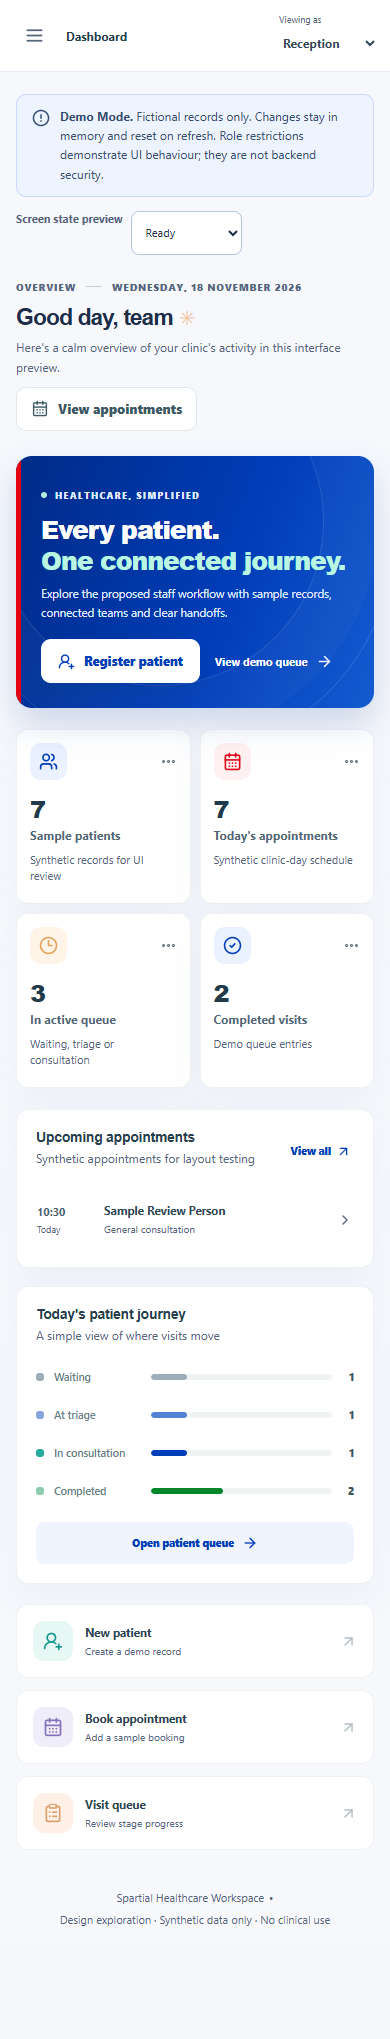 Viewing as
Dashboard
Reception
Demo Mode. Fictional records only. Changes stay in
memory and reset on refresh. Role restrictions
demonstrate UI behaviour; they are not backend
security.
Screen state preview
Ready
OVERVIEW — WEDNESDAY, 18 NOVEMBER 2026
Good day, team
Here's a calm overview of your clinic's activity in this interface
preview.
View appointments
HEALTHCARE, SIMPLIFIED
Every patient.
One connected journey.
Explore the proposed staff workflow with sample records,
connected teams and clear handoffs.
Register patient
View demo queue
7
Sample patients
Synthetic records for UI
review
7
Today's appointments
Synthetic clinic-day schedule
3
In active queue
Waiting, triage or
consultation
2
Completed visits
Demo queue entries
Upcoming appointments
Synthetic appointments for layout testing
View all
10:30
Today
Sample Review Person
General consultation
Today's patient journey
A simple view of where visits move
Waiting 1
At triage 1
In consultation 1
Completed 2
Open patient queue
New patient
Create a demo record
Book appointment
Add a sample booking
Visit queue
Review stage progress
Spartial Healthcare Workspace •
Design exploration · Synthetic data only · No clinical use